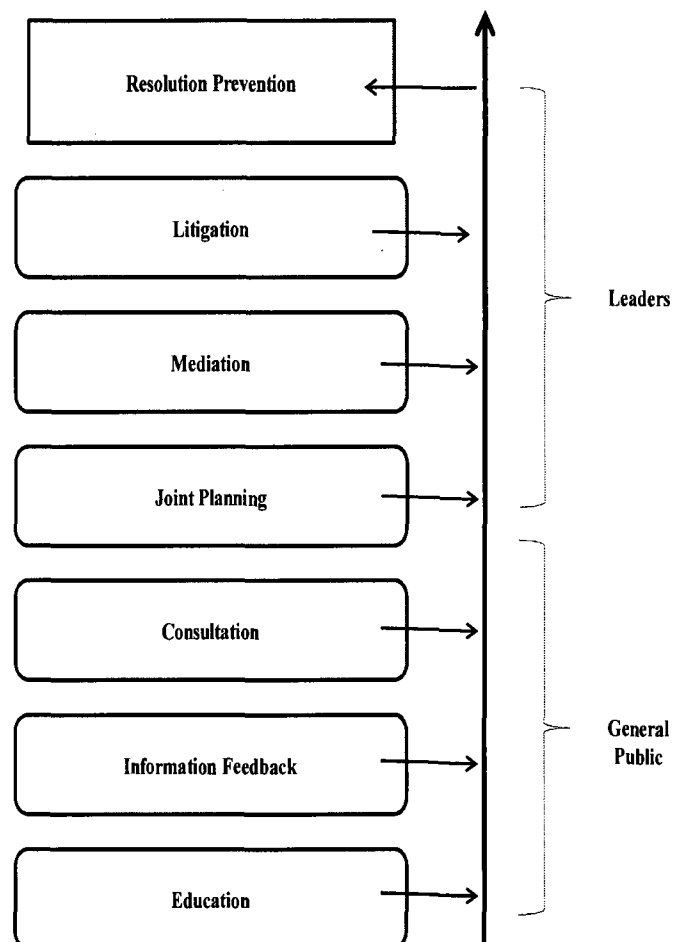 Resolution Prevention
Litigation
Leaders
Mediation
Joint Planning
Consultation
General
Public
Information Feedback
Education